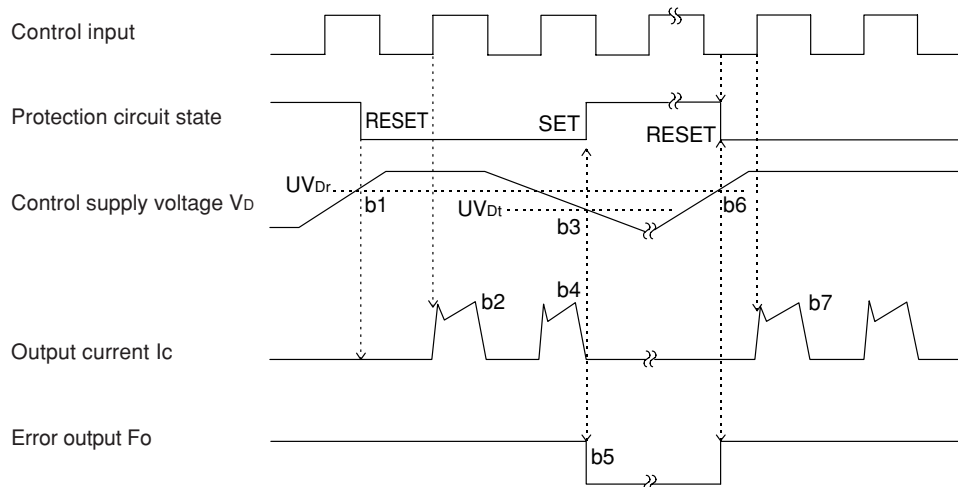 Control input
Protection circuit state
RESET
SET
RESET
Control supply voltage VD
UVDr
b1
UVDt
b3
b6
Output current Ic
b2
b4
b7
Error output Fo
b5